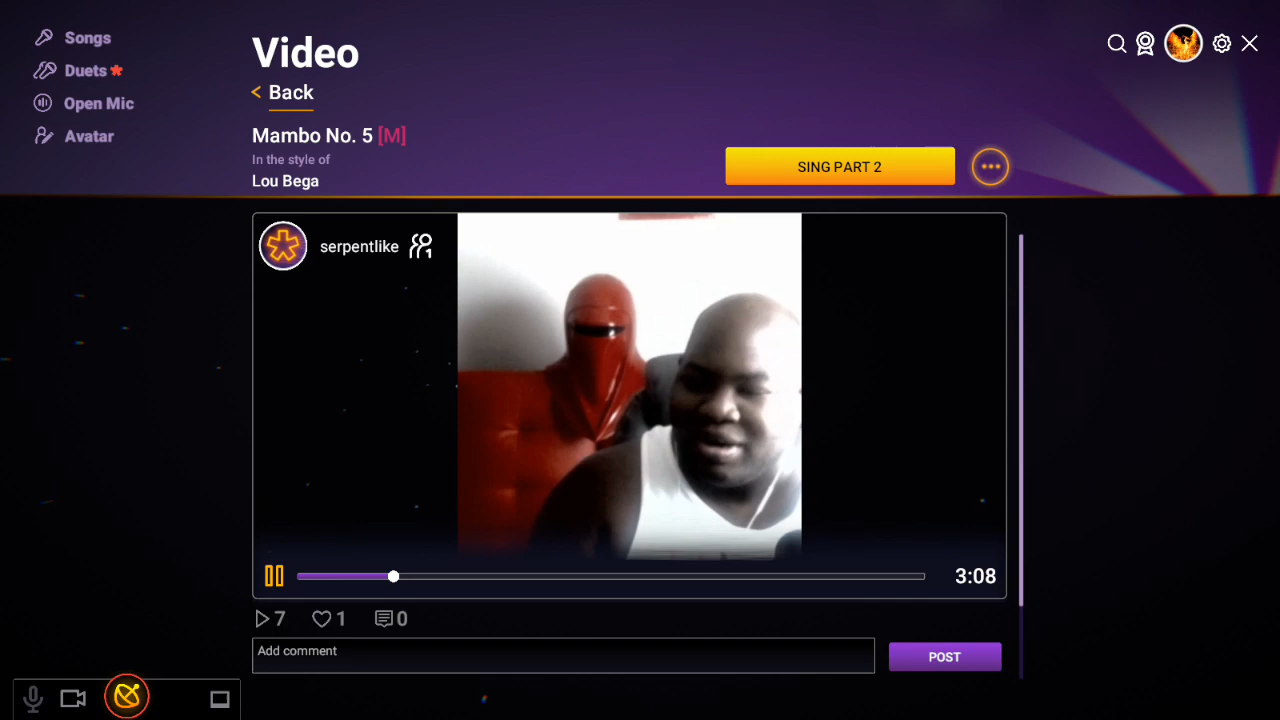 Songs
Duets
Open Mic
Avatar
Video
< Back
Mambo No. 5 [M]
In the style of
Lou Bega
SING PART 2
serpentlike
3:08
7
1
0
Add comment
POST